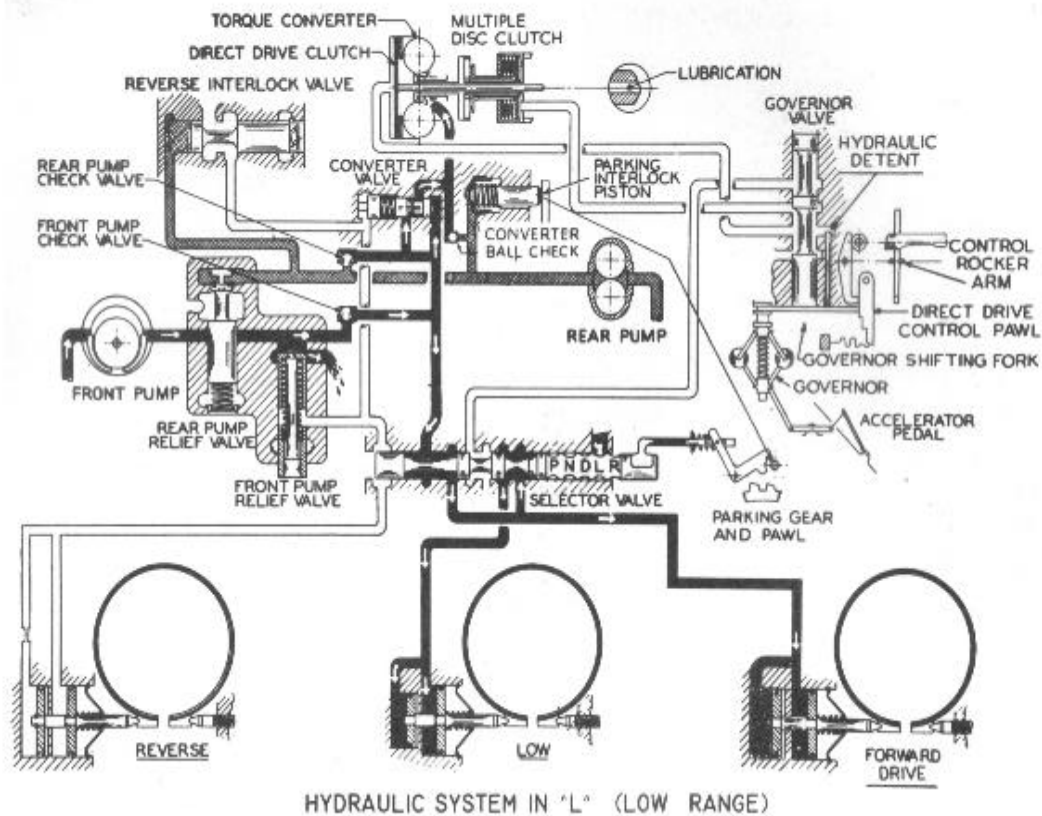 TORQUE CONVERTER
DIRECT DRIVE CLUTCH
REVERSE INTERLOCK VALVE
MULTIPLE
DISC CLUTCH
LUBRICATION
GOVERNOR
VALVE
HYDRAULIC
DETENT
REAR PUMP
CHECK VALVE
CONVERTER
VALVE
PARKING
INTERLOCK
PISTON
FRONT PUMP
CHECK VALVE
CONVERTER
BALL CHECK
CONTROL
ROCKER
ARM
REAR PUMP
DIRECT DRIVE
CONTROL PAWL
FRONT PUMP
GOVERNOR SHIFTING FORK
GOVERNOR
REAR PUMP
RELIEF VALVE
ACCELERATOR
PEDAL
FRONT PUMP
RELIEF VALVE
P N D L R
SELECTOR VALVE
PARKING GEAR
AND PAWL
REVERSE
LOW
FORWARD
DRIVE
HYDRAULIC SYSTEM IN "L" (LOW RANGE)